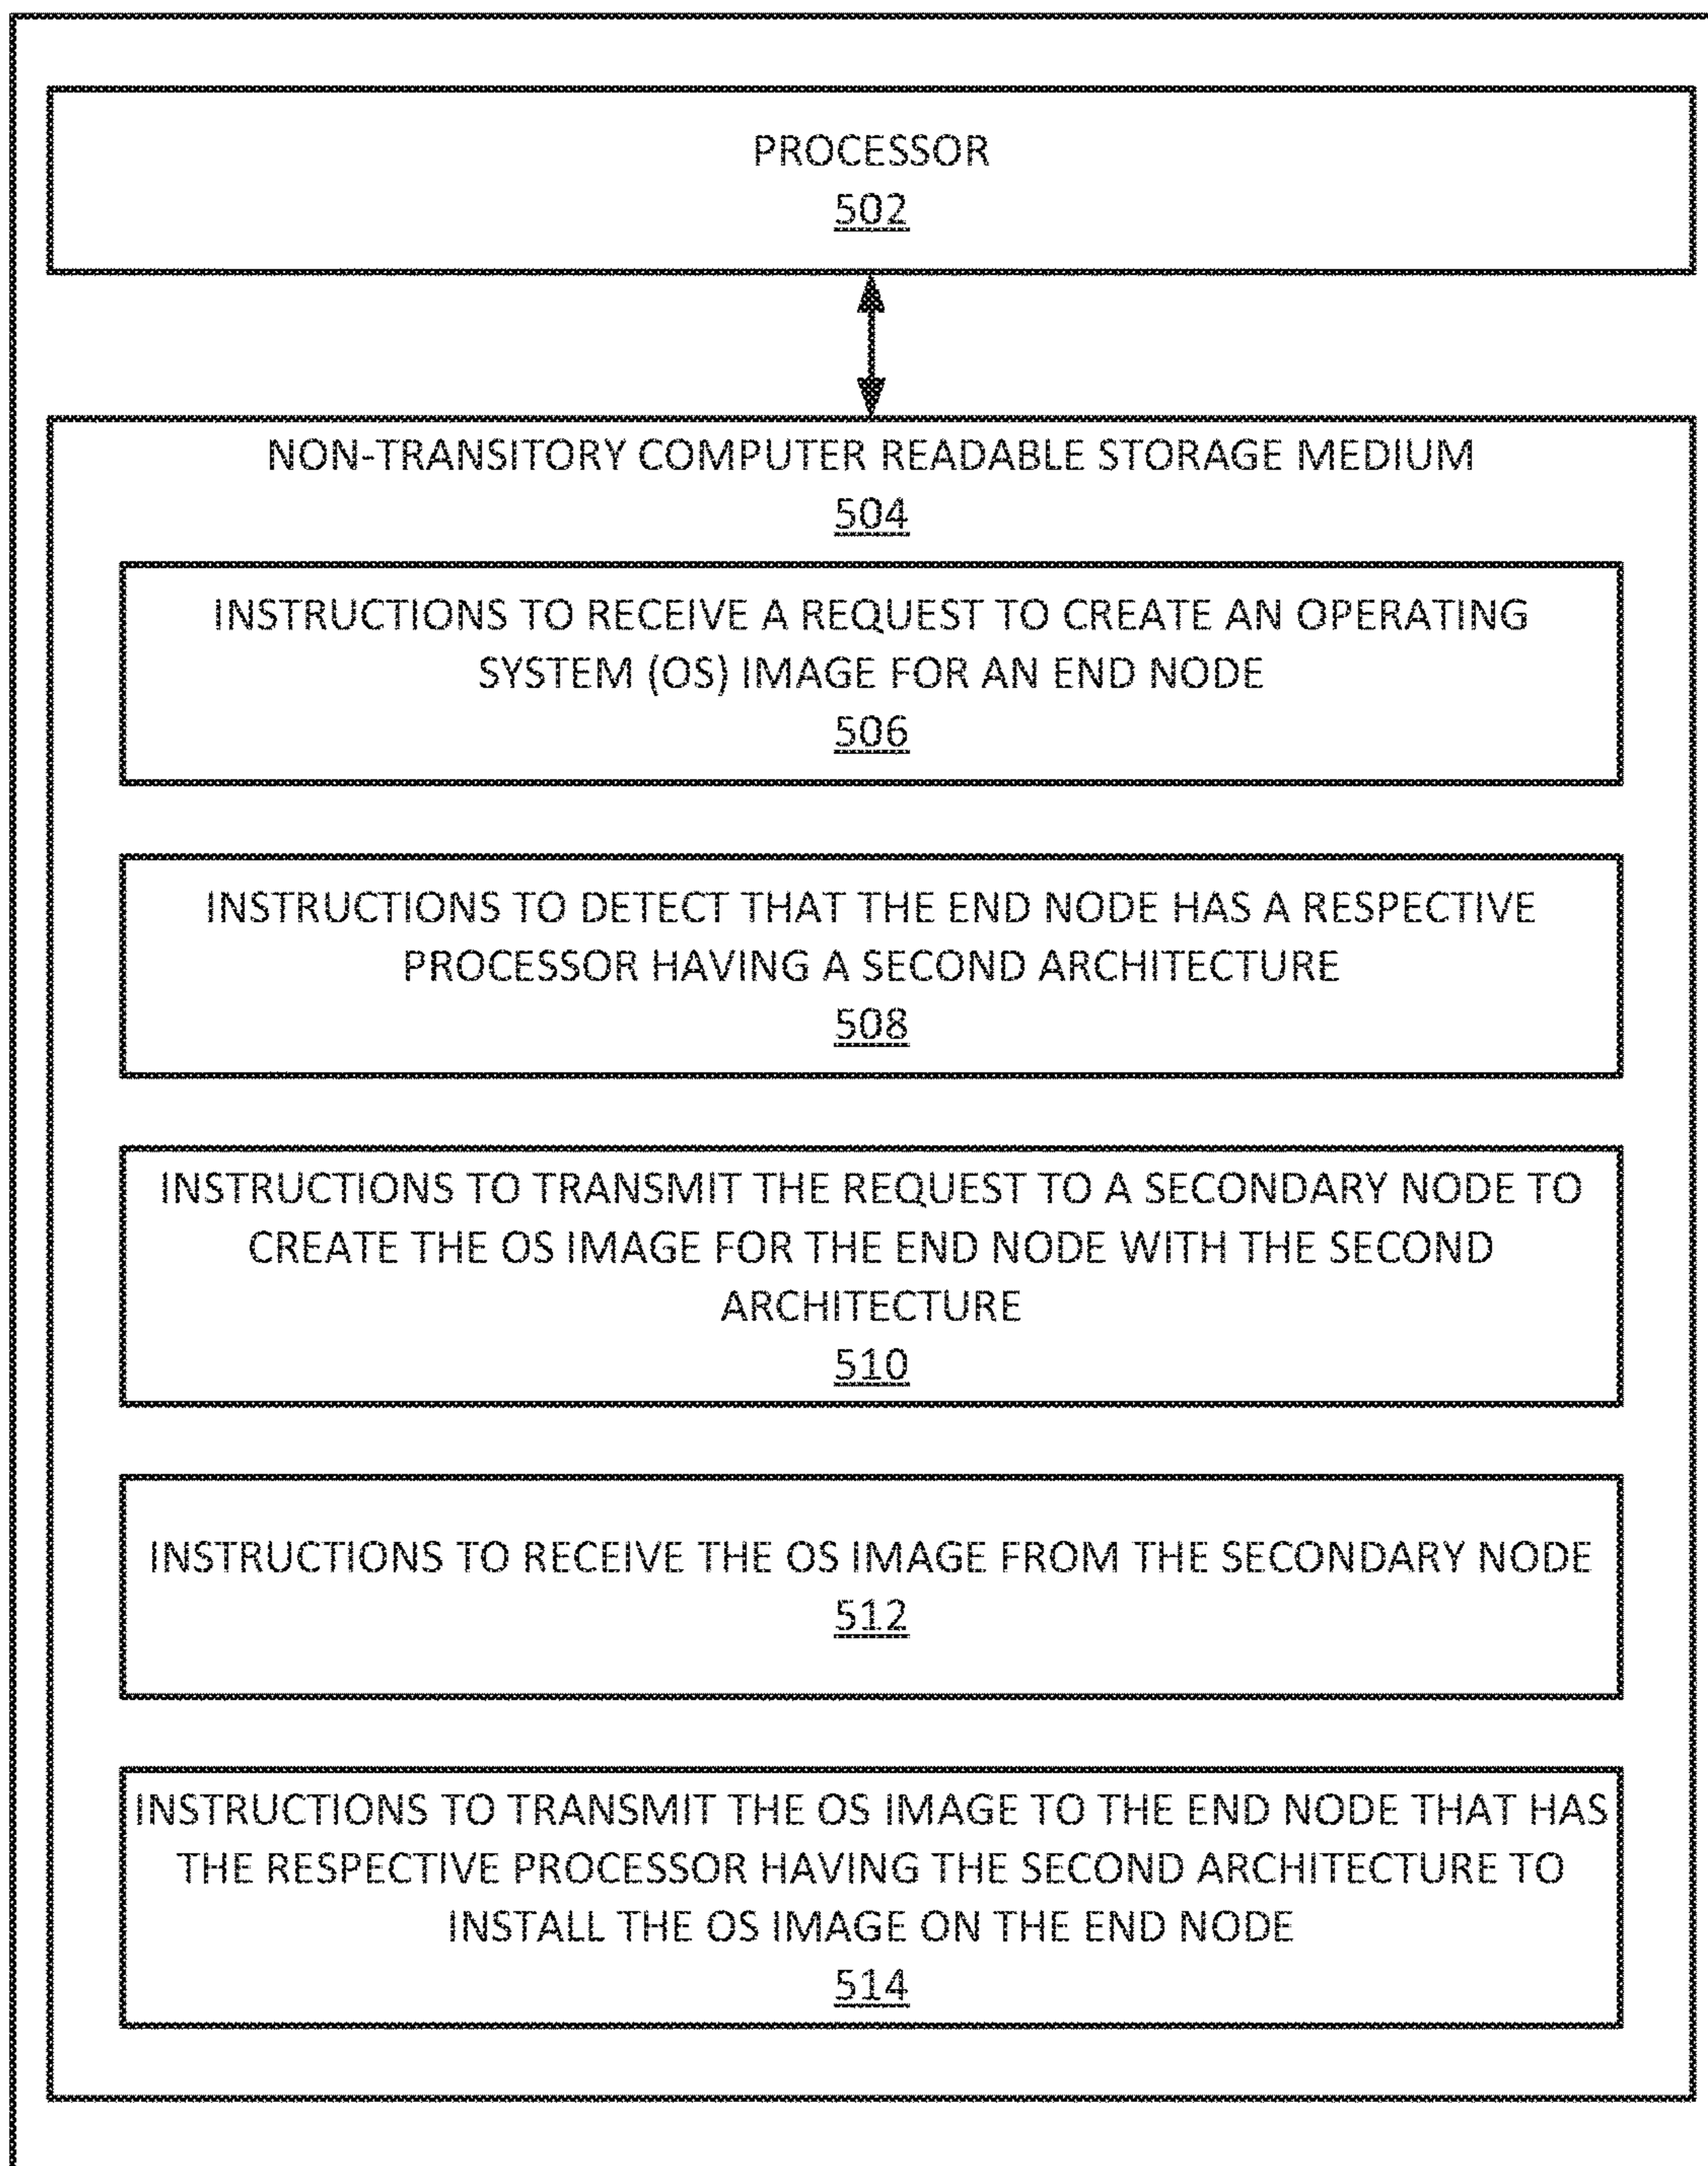 PROCESSOR
502
NON-TRANSITORY COMPUTER READABLE STORAGE MEDIUM
504
INSTRUCTIONS TO RECEIVE A REQUEST TO CREATE AN OPERATING
SYSTEM (OS) IMAGE FOR AN END NODE
506
INSTRUCTIONS TO DETECT THAT THE END NODE HAS A RESPECTIVE
PROCESSOR HAVING A SECOND ARCHITECTURE
508
INSTRUCTIONS TO TRANSMIT THE REQUEST TO A SECONDARY NODE TO
CREATE THE OS IMAGE FOR THE END NODE WITH THE SECOND
ARCHITECTURE
510
INSTRUCTIONS TO RECEIVE THE OS IMAGE FROM THE SECONDARY NODE
512
INSTRUCTIONS TO TRANSMIT THE OS IMAGE TO THE END NODE THAT HAS
THE RESPECTIVE PROCESSOR HAVING THE SECOND ARCHITECTURE TO
INSTALL THE OS IMAGE ON THE END NODE
514